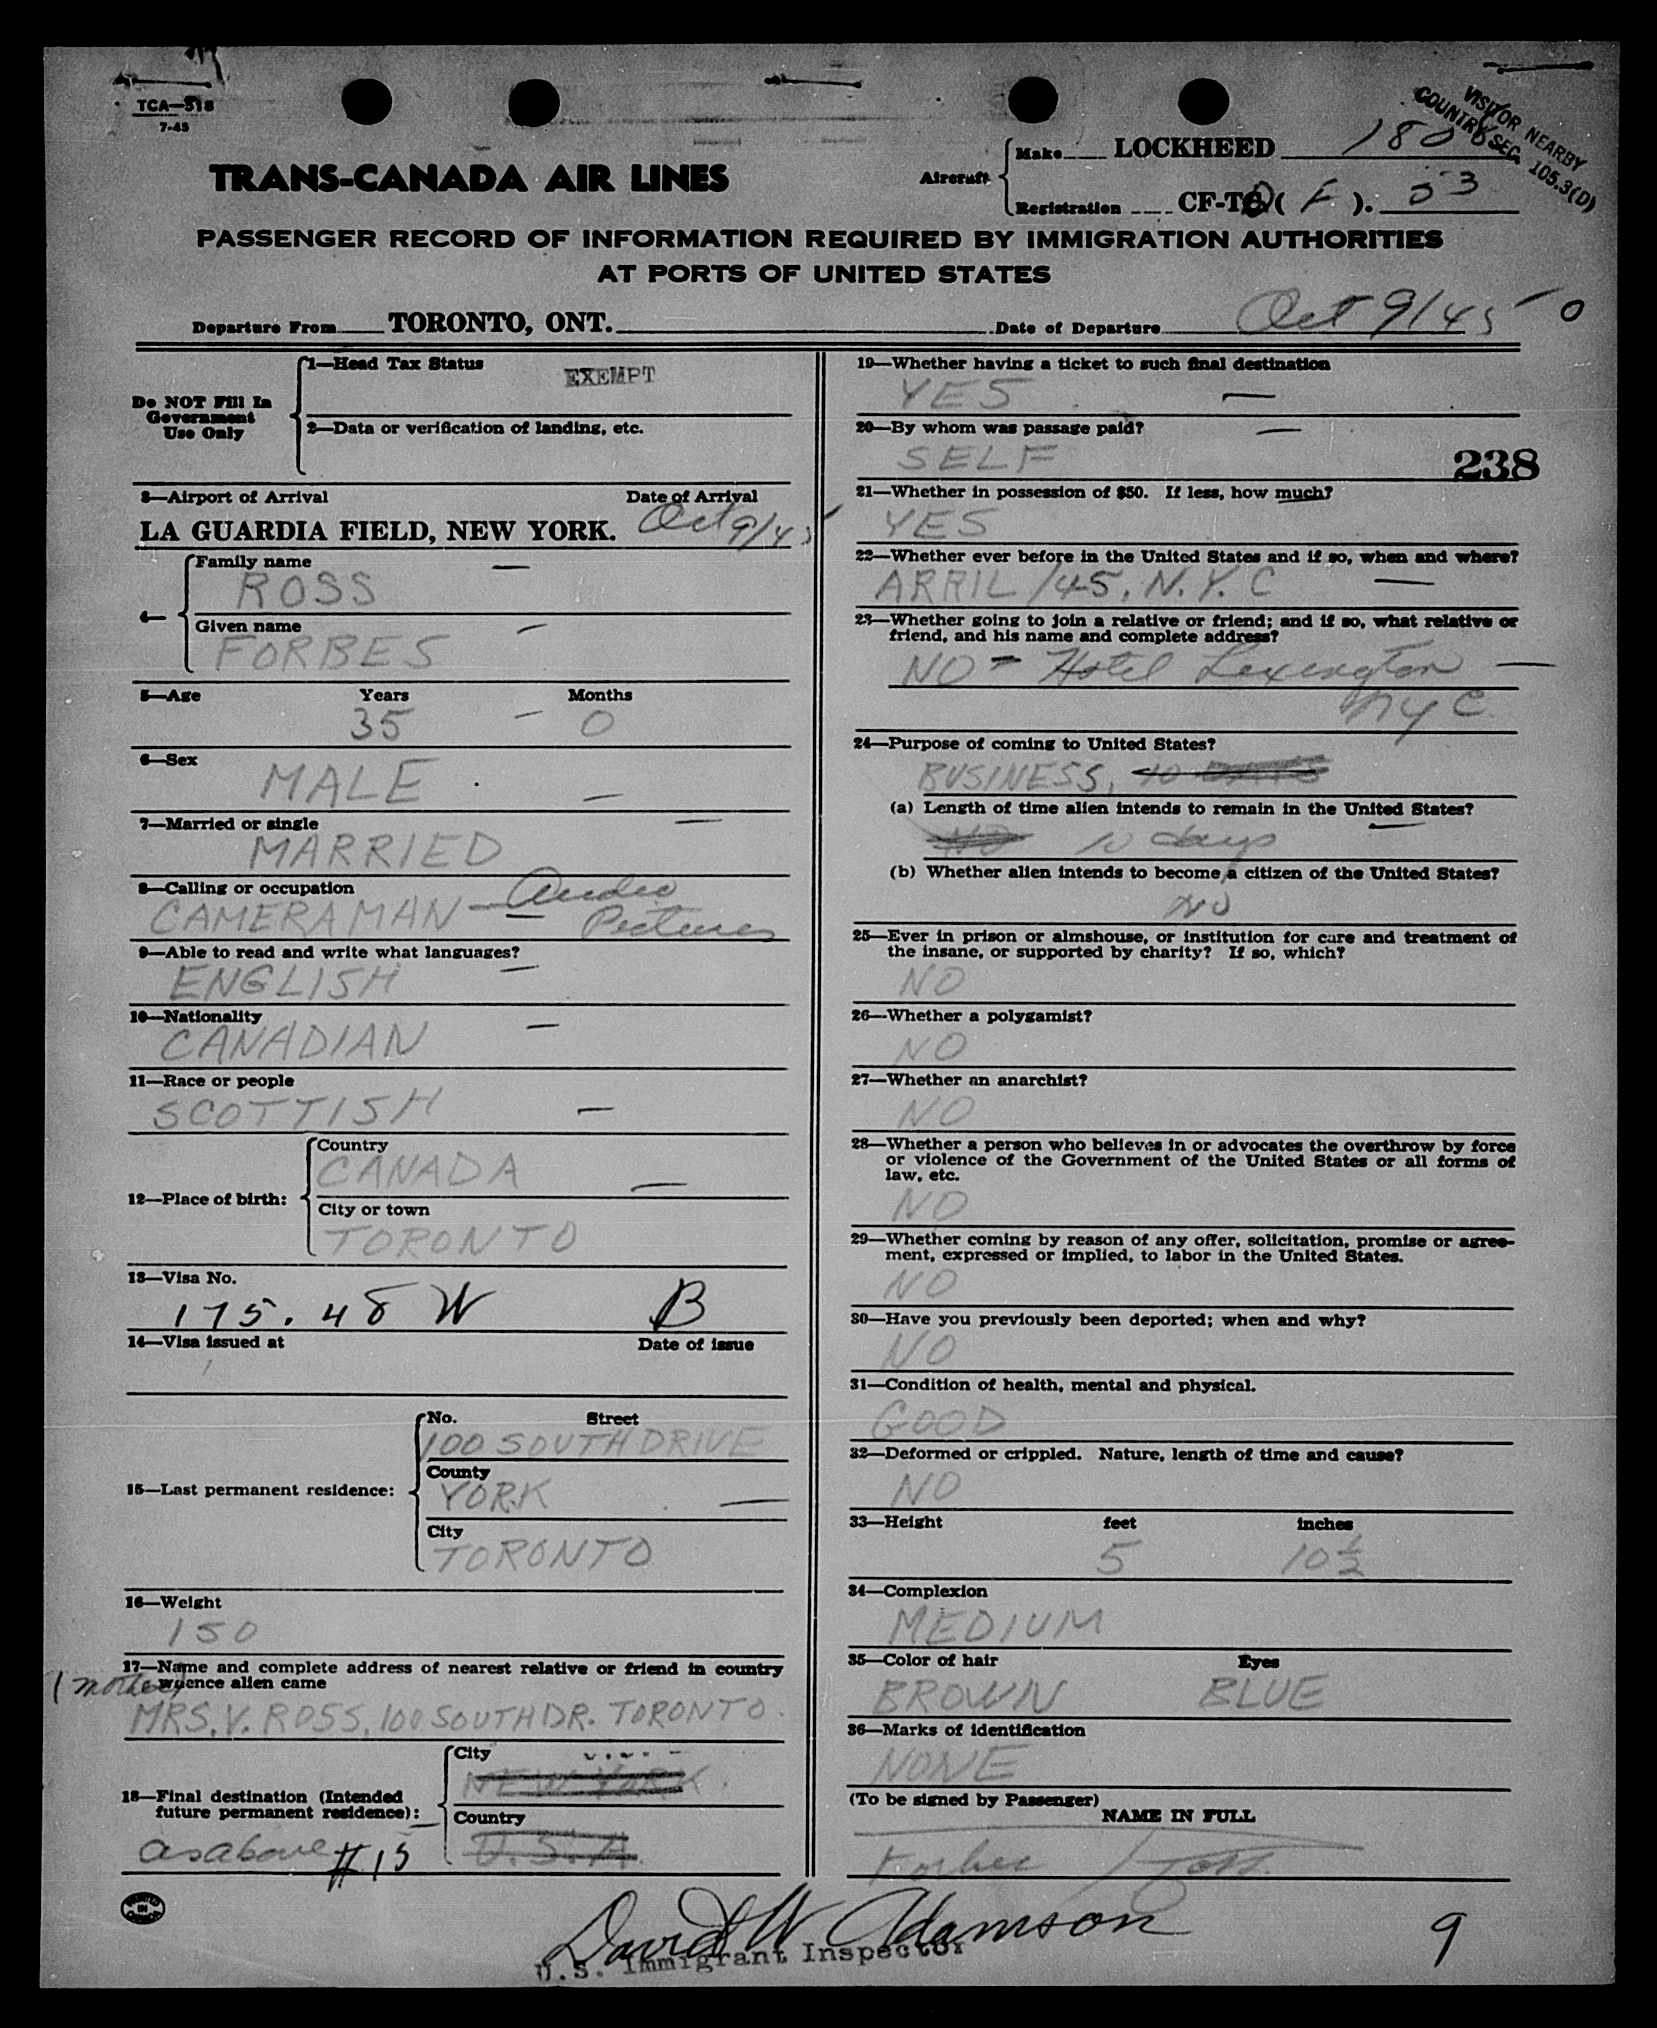 TCA—518
7-45
VISITOR NEARBY
COUNTRY SEC. 105.3(D)
TRANS-CANADA AIR LINES
Aircraft
Make LOCKHEED 1808
Registration CF-TC ( F ). 53
PASSENGER RECORD OF INFORMATION REQUIRED BY IMMIGRATION AUTHORITIES
AT PORTS OF UNITED STATES
Departure From TORONTO, ONT. Date of Departure Oct 9/45
Do NOT Fill In
Government
Use Only
1—Head Tax Status
EXEMPT
2—Data or verification of landing, etc.
3—Airport of Arrival Date of Arrival
LA GUARDIA FIELD, NEW YORK. Oct 9/45
4—
Family name
ROSS
Given name
FORBES
5—Age Years Months
35 - 0
6—Sex
MALE
7—Married or single
MARRIED
8—Calling or occupation
CAMERAMAN — Audio
Pictures
9—Able to read and write what languages?
ENGLISH
10—Nationality
CANADIAN
11—Race or people
SCOTTISH
12—Place of birth:
Country
CANADA
City or town
TORONTO
13—Visa No.
175.48 W B
14—Visa issued at Date of issue
15—Last permanent residence:
No. Street
100 SOUTH DRIVE
County
YORK
City
TORONTO
16—Weight
150
17—Name and complete address of nearest relative or friend in country
whence alien came
(mother)
MRS. V. ROSS, 100 SOUTH DR. TORONTO.
18—Final destination (Intended
future permanent residence):
City
NEW YORK.
Country
U.S.A.
as above #15
19—Whether having a ticket to such final destination
YES
20—By whom was passage paid?
SELF
238
21—Whether in possession of $50. If less, how much?
YES
22—Whether ever before in the United States and if so, when and where?
APRIL /45, N.Y.C
23—Whether going to join a relative or friend; and if so, what relative or
friend, and his name and complete address?
NO - Hotel Lexington
NYC
24—Purpose of coming to United States?
BUSINESS, 10 DAYS
(a) Length of time alien intends to remain in the United States?
NO 10 days
(b) Whether alien intends to become a citizen of the United States?
NO
25—Ever in prison or almshouse, or institution for care and treatment of
the insane, or supported by charity? If so, which?
NO
26—Whether a polygamist?
NO
27—Whether an anarchist?
NO
28—Whether a person who believes in or advocates the overthrow by force
or violence of the Government of the United States or all forms of
law, etc.
NO
29—Whether coming by reason of any offer, solicitation, promise or agree-
ment, expressed or implied, to labor in the United States.
NO
30—Have you previously been deported; when and why?
NO
31—Condition of health, mental and physical.
GOOD
32—Deformed or crippled. Nature, length of time and cause?
NO
33—Height feet inches
5 10 1/2
34—Complexion
MEDIUM
35—Color of hair Eyes
BROWN BLUE
36—Marks of identification
NONE
(To be signed by Passenger)
NAME IN FULL
Forbes Ross
David W Adamson
U.S. Immigrant Inspector
9